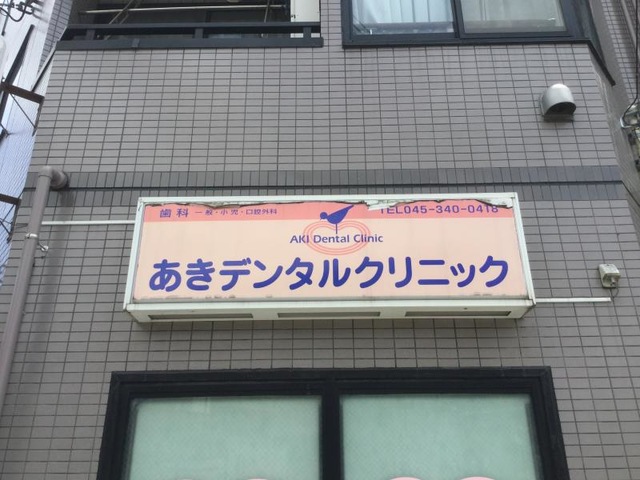 歯科 一般・小児・口腔外科
TEL045-340-0418
AKI Dental Clinic
あきデンタルクリニック